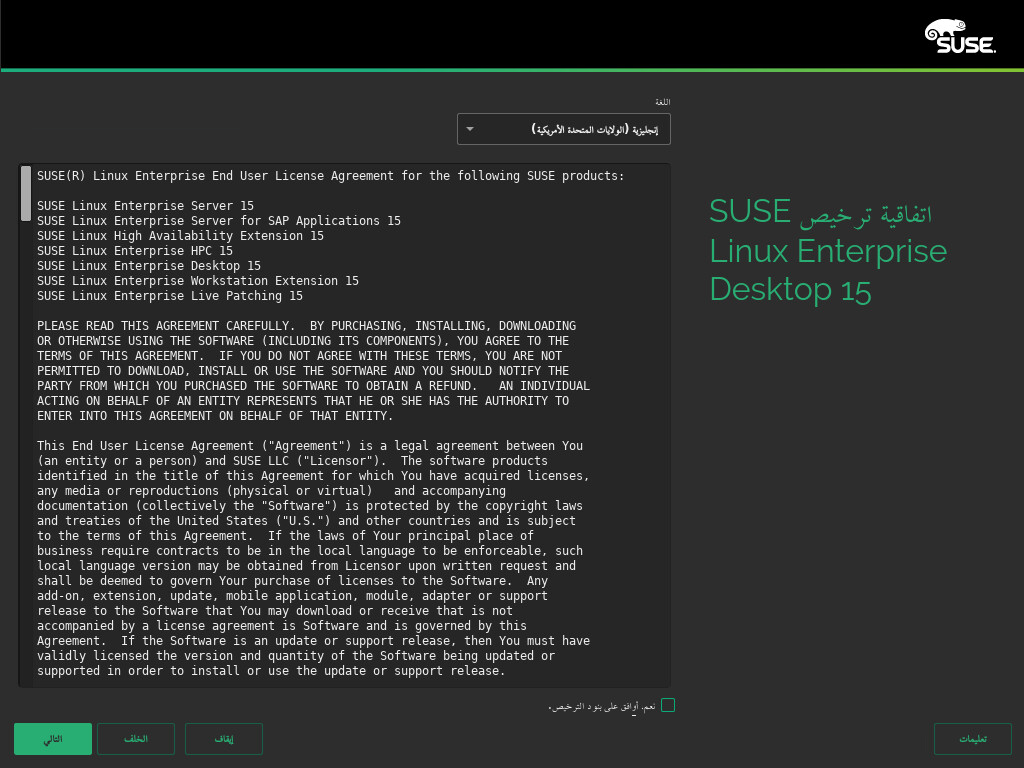 SUSE.
اللغة
إنجليزية (الولايات المتحدة الأمريكية)
SUSE(R) Linux Enterprise End User License Agreement for the following SUSE products:
SUSE Linux Enterprise Server 15
SUSE Linux Enterprise Server for SAP Applications 15
SUSE Linux High Availability Extension 15
SUSE Linux Enterprise HPC 15
SUSE Linux Enterprise Desktop 15
SUSE Linux Enterprise Workstation Extension 15
SUSE Linux Enterprise Live Patching 15
PLEASE READ THIS AGREEMENT CAREFULLY.  BY PURCHASING, INSTALLING, DOWNLOADING
OR OTHERWISE USING THE SOFTWARE (INCLUDING ITS COMPONENTS), YOU AGREE TO THE
TERMS OF THIS AGREEMENT.  IF YOU DO NOT AGREE WITH THESE TERMS, YOU ARE NOT
PERMITTED TO DOWNLOAD, INSTALL OR USE THE SOFTWARE AND YOU SHOULD NOTIFY THE
PARTY FROM WHICH YOU PURCHASED THE SOFTWARE TO OBTAIN A REFUND.   AN INDIVIDUAL
ACTING ON BEHALF OF AN ENTITY REPRESENTS THAT HE OR SHE HAS THE AUTHORITY TO
ENTER INTO THIS AGREEMENT ON BEHALF OF THAT ENTITY.
This End User License Agreement ("Agreement") is a legal agreement between You
(an entity or a person) and SUSE LLC ("Licensor").  The software products
identified in the title of this Agreement for which You have acquired licenses,
any media or reproductions (physical or virtual)   and accompanying
documentation (collectively the "Software") is protected by the copyright laws
and treaties of the United States ("U.S.") and other countries and is subject
to the terms of this Agreement.  If the laws of Your principal place of
business require contracts to be in the local language to be enforceable, such
local language version may be obtained from Licensor upon written request and
shall be deemed to govern Your purchase of licenses to the Software.  Any
add-on, extension, update, mobile application, module, adapter or support
release to the Software that You may download or receive that is not
accompanied by a license agreement is Software and is governed by this
Agreement.  If the Software is an update or support release, then You must have
validly licensed the version and quantity of the Software being updated or
supported in order to install or use the update or support release.
اتفاقية ترخيص SUSE
Linux Enterprise
Desktop 15
نعم، أوافق على بنود الترخيص.
تعليمات
إيقاف
الخلف
التالي